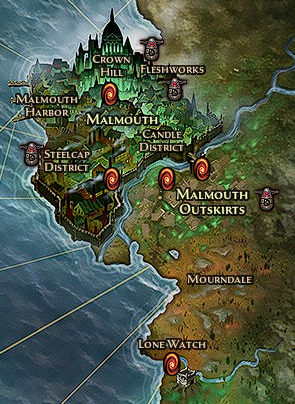 Crown
Hill
Fleshworks
Malmouth
Harbor
Malmouth
Candle
District
Steelcap
District
Malmouth
Outskirts
Mourndale
Lone Watch